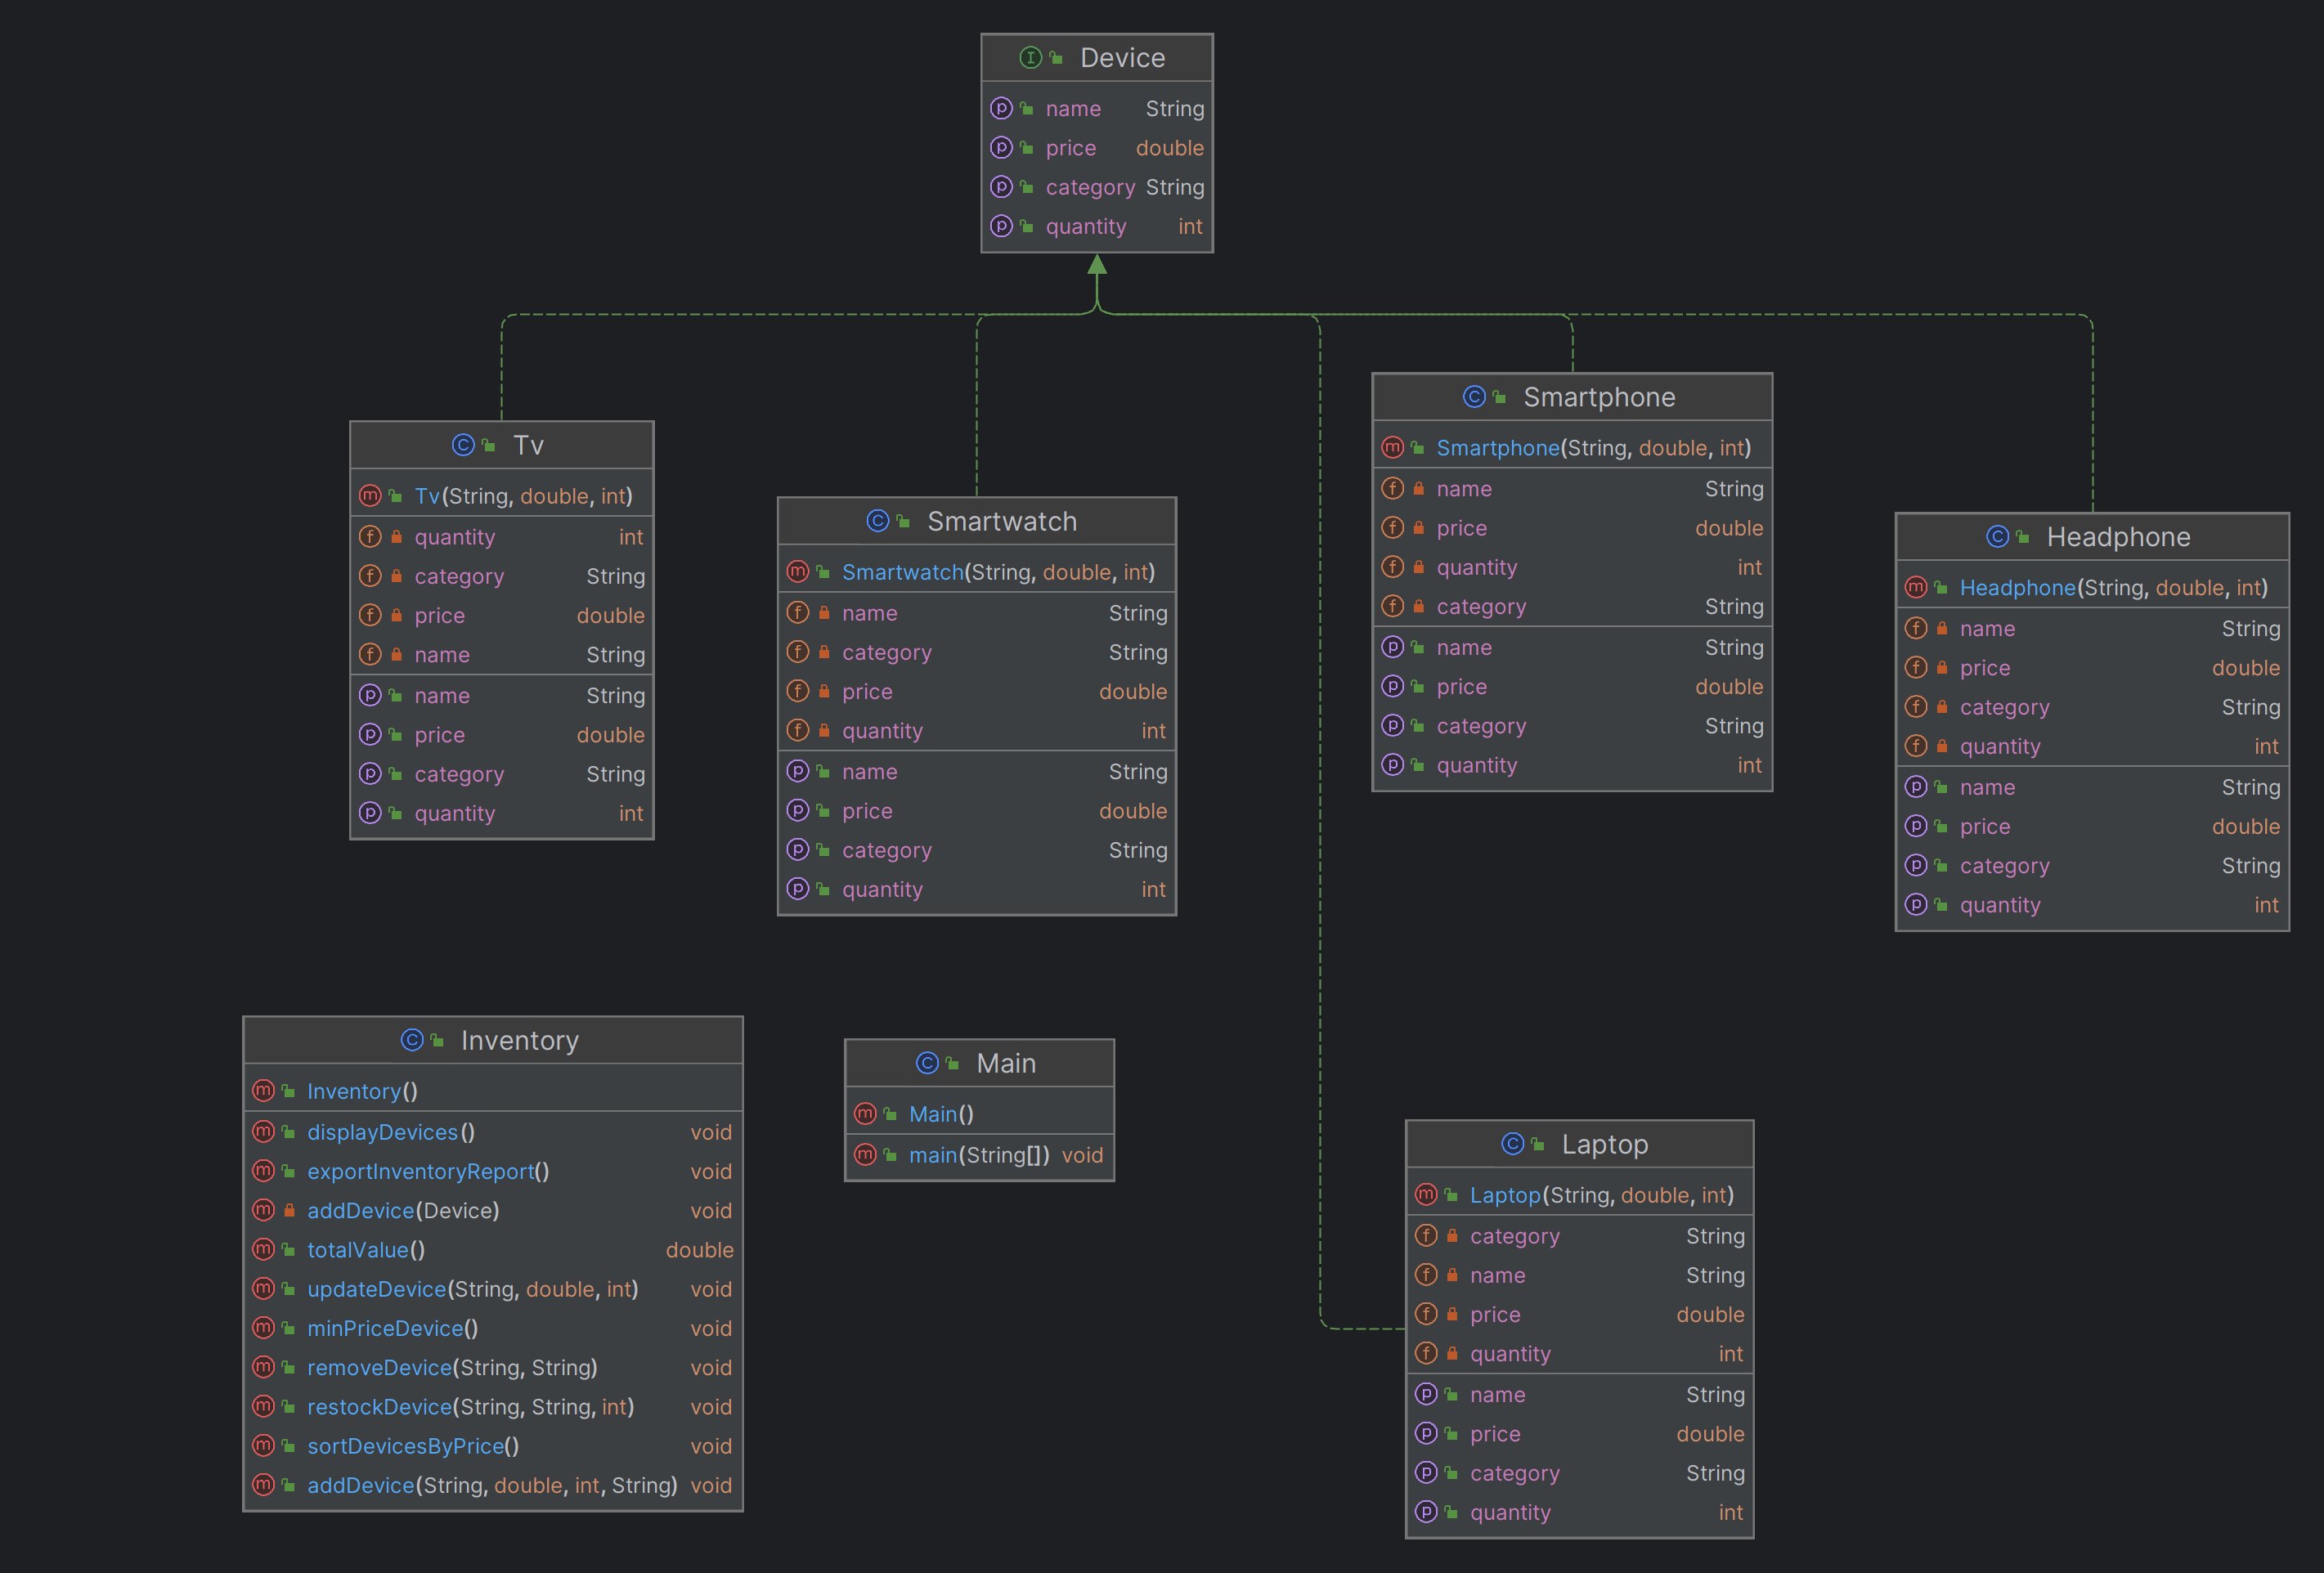 Device
name String
price double
category String
quantity int
Tv
Tv(String, double, int)
quantity int
category String
price double
name String
name String
price double
category String
quantity int
Smartwatch
Smartwatch(String, double, int)
name String
category String
price double
quantity int
name String
price double
category String
quantity int
Smartphone
Smartphone(String, double, int)
name String
price double
quantity int
category String
name String
price double
category String
quantity int
Headphone
Headphone(String, double, int)
name String
price double
category String
quantity int
name String
price double
category String
quantity int
Inventory
Inventory()
displayDevices() void
exportInventoryReport() void
addDevice(Device) void
totalValue() double
updateDevice(String, double, int) void
minPriceDevice() void
removeDevice(String, String) void
restockDevice(String, String, int) void
sortDevicesByPrice() void
addDevice(String, double, int, String) void
Main
Main()
main(String[]) void
Laptop
Laptop(String, double, int)
category String
name String
price double
quantity int
name String
price double
category String
quantity int